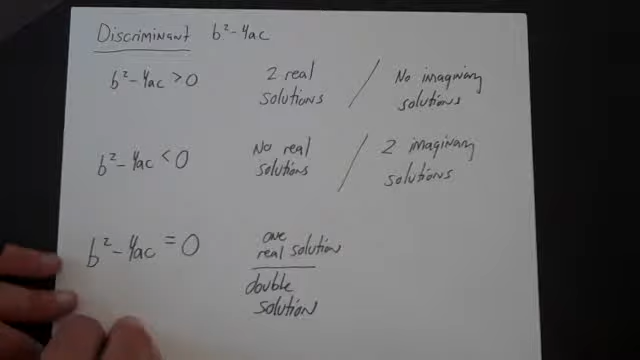 Discriminant b²-4ac
b²-4ac > 0
2 real
solutions
/
No imaginary
solutions
b²-4ac < 0
No real
solutions
/
2 imaginary
solutions
b²-4ac = 0
one
real solution
double
solution